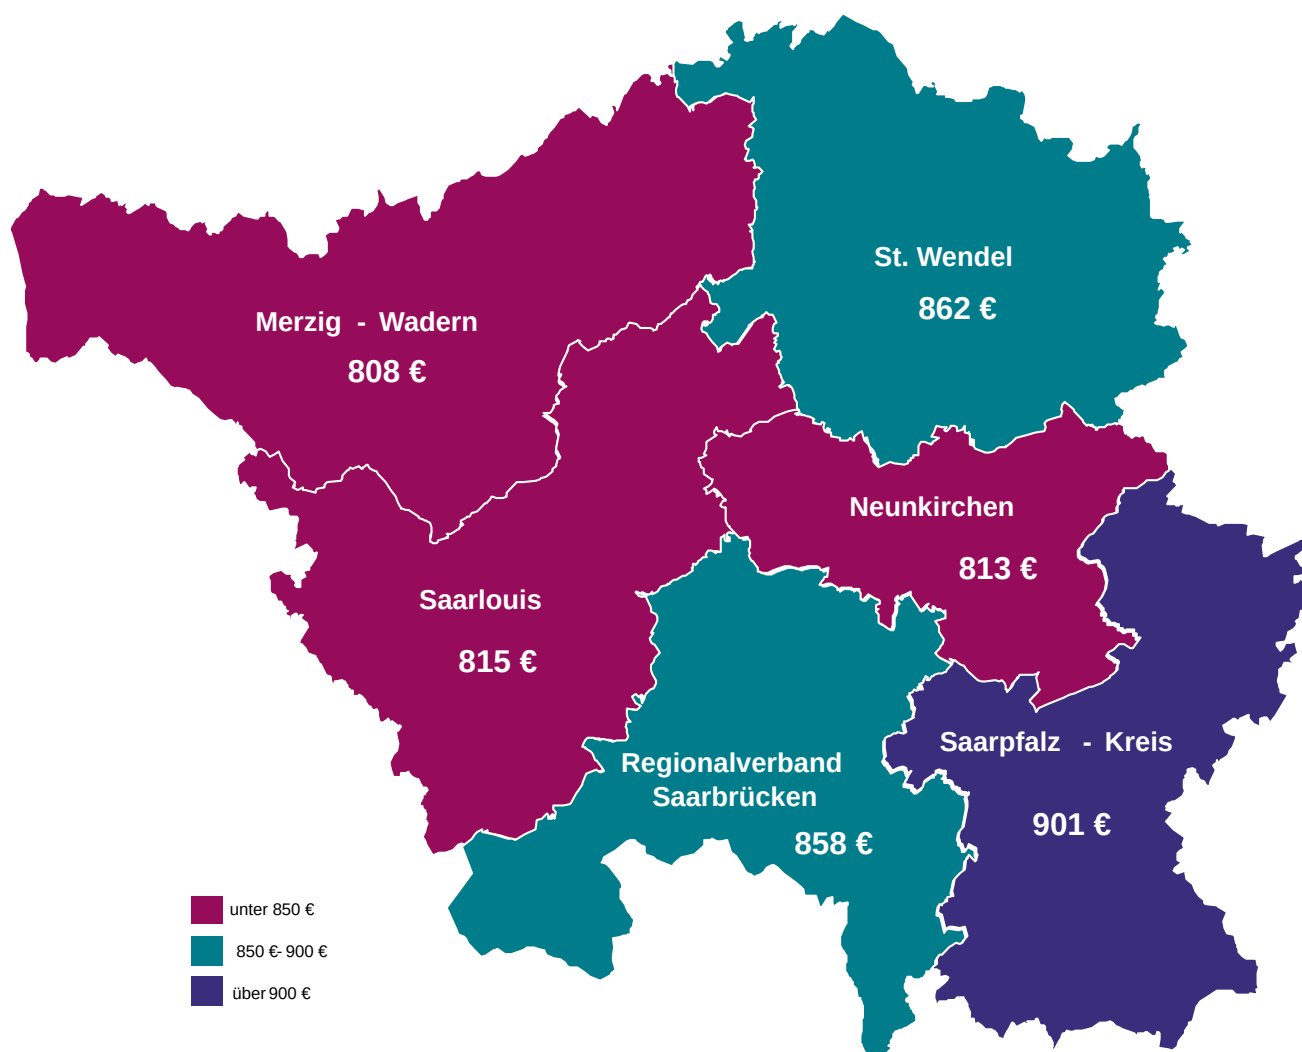 St. Wendel
862 €
Merzig - Wadern
808 €
Neunkirchen
813 €
Saarlouis
815 €
Saarpfalz - Kreis
901 €
Regionalverband
Saarbrücken
858 €
unter 850 €
850 €- 900 €
über 900 €